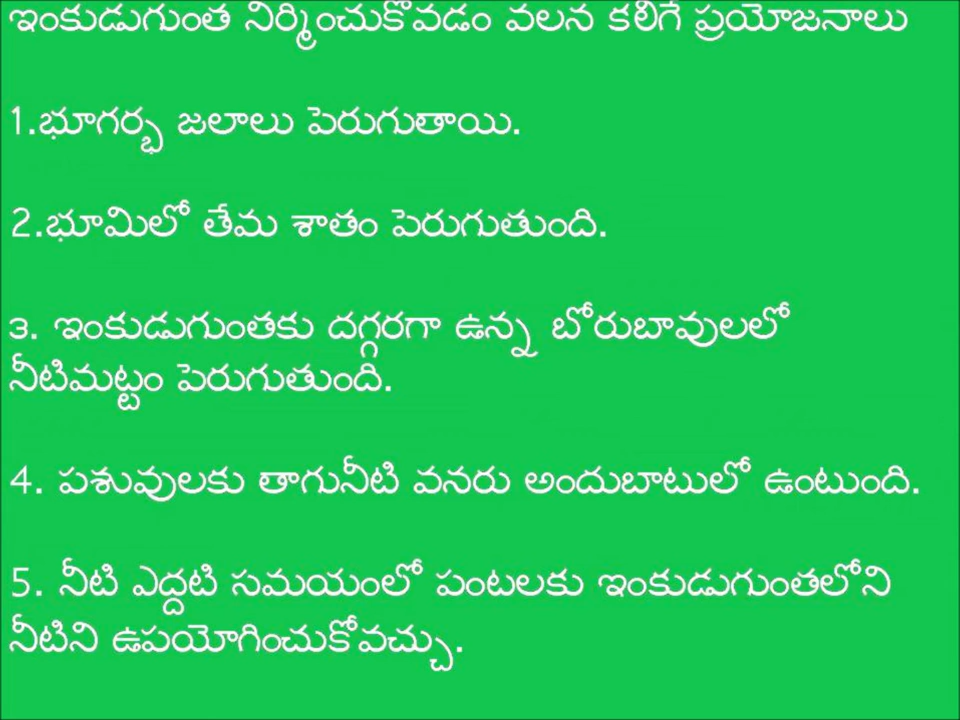 ఇంకుడుగుంత నిర్మించుకోవడం వలన కలిగే ప్రయోజనాలు
1.భూగర్భ జలాలు పెరుగుతాయి.
2.భూమిలో తేమ శాతం పెరుగుతుంది.
3. ఇంకుడుగుంతకు దగ్గరగా ఉన్న బోరుబావులలో
నీటిమట్టం పెరుగుతుంది.
4. పశువులకు తాగునీటి వనరు అందుబాటులో ఉంటుంది.
5. నీటి ఎద్దటి సమయంలో పంటలకు ఇంకుడుగుంతలోని
నీటిని ఉపయోగించుకోవచ్చు.